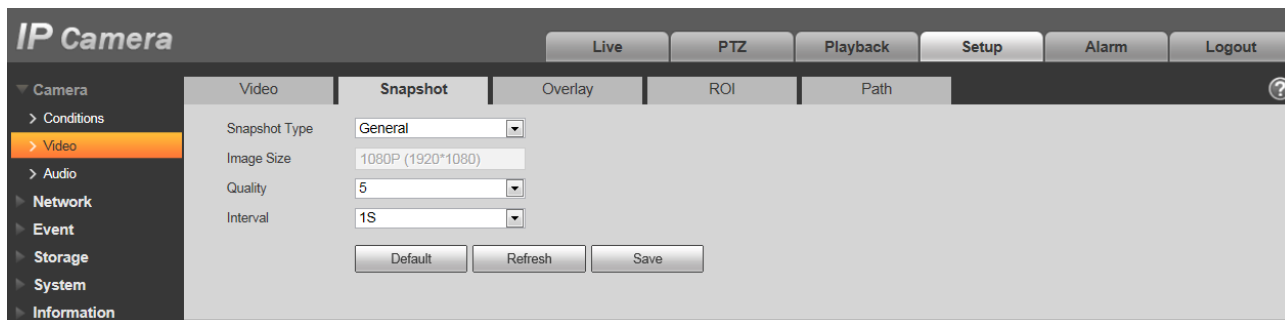 IP Camera
Live PTZ Playback Setup Alarm Logout
Camera
Video Snapshot Overlay ROI Path ?
> Conditions
Snapshot Type General
> Video
Image Size 1080P (1920*1080)
> Audio
Quality 5
Network
Interval 1S
Event
Storage
Default Refresh Save
System
Information